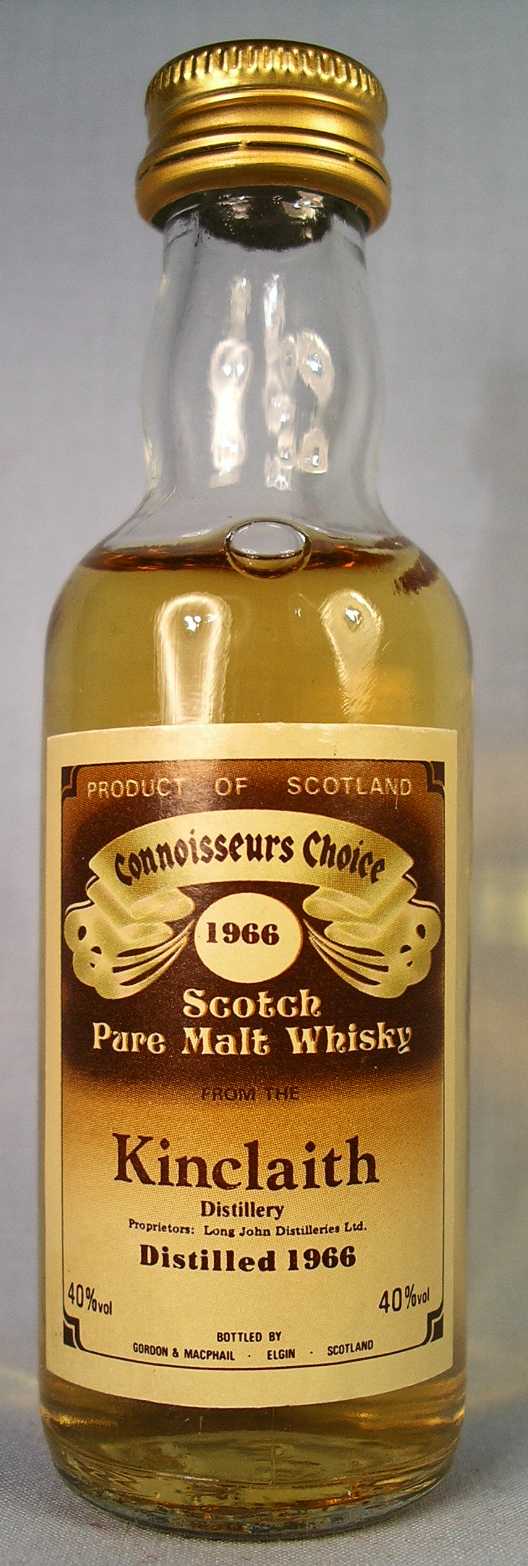 PRODUCT OF SCOTLAND
Connoisseurs Choice
1966
Scotch
Pure Malt Whisky
FROM THE
Kinclaith
Distillery
Proprietors: Long John Distilleries Ltd.
Distilled 1966
40%vol 40%vol
BOTTLED BY
GORDON & MACPHAIL · ELGIN · SCOTLAND